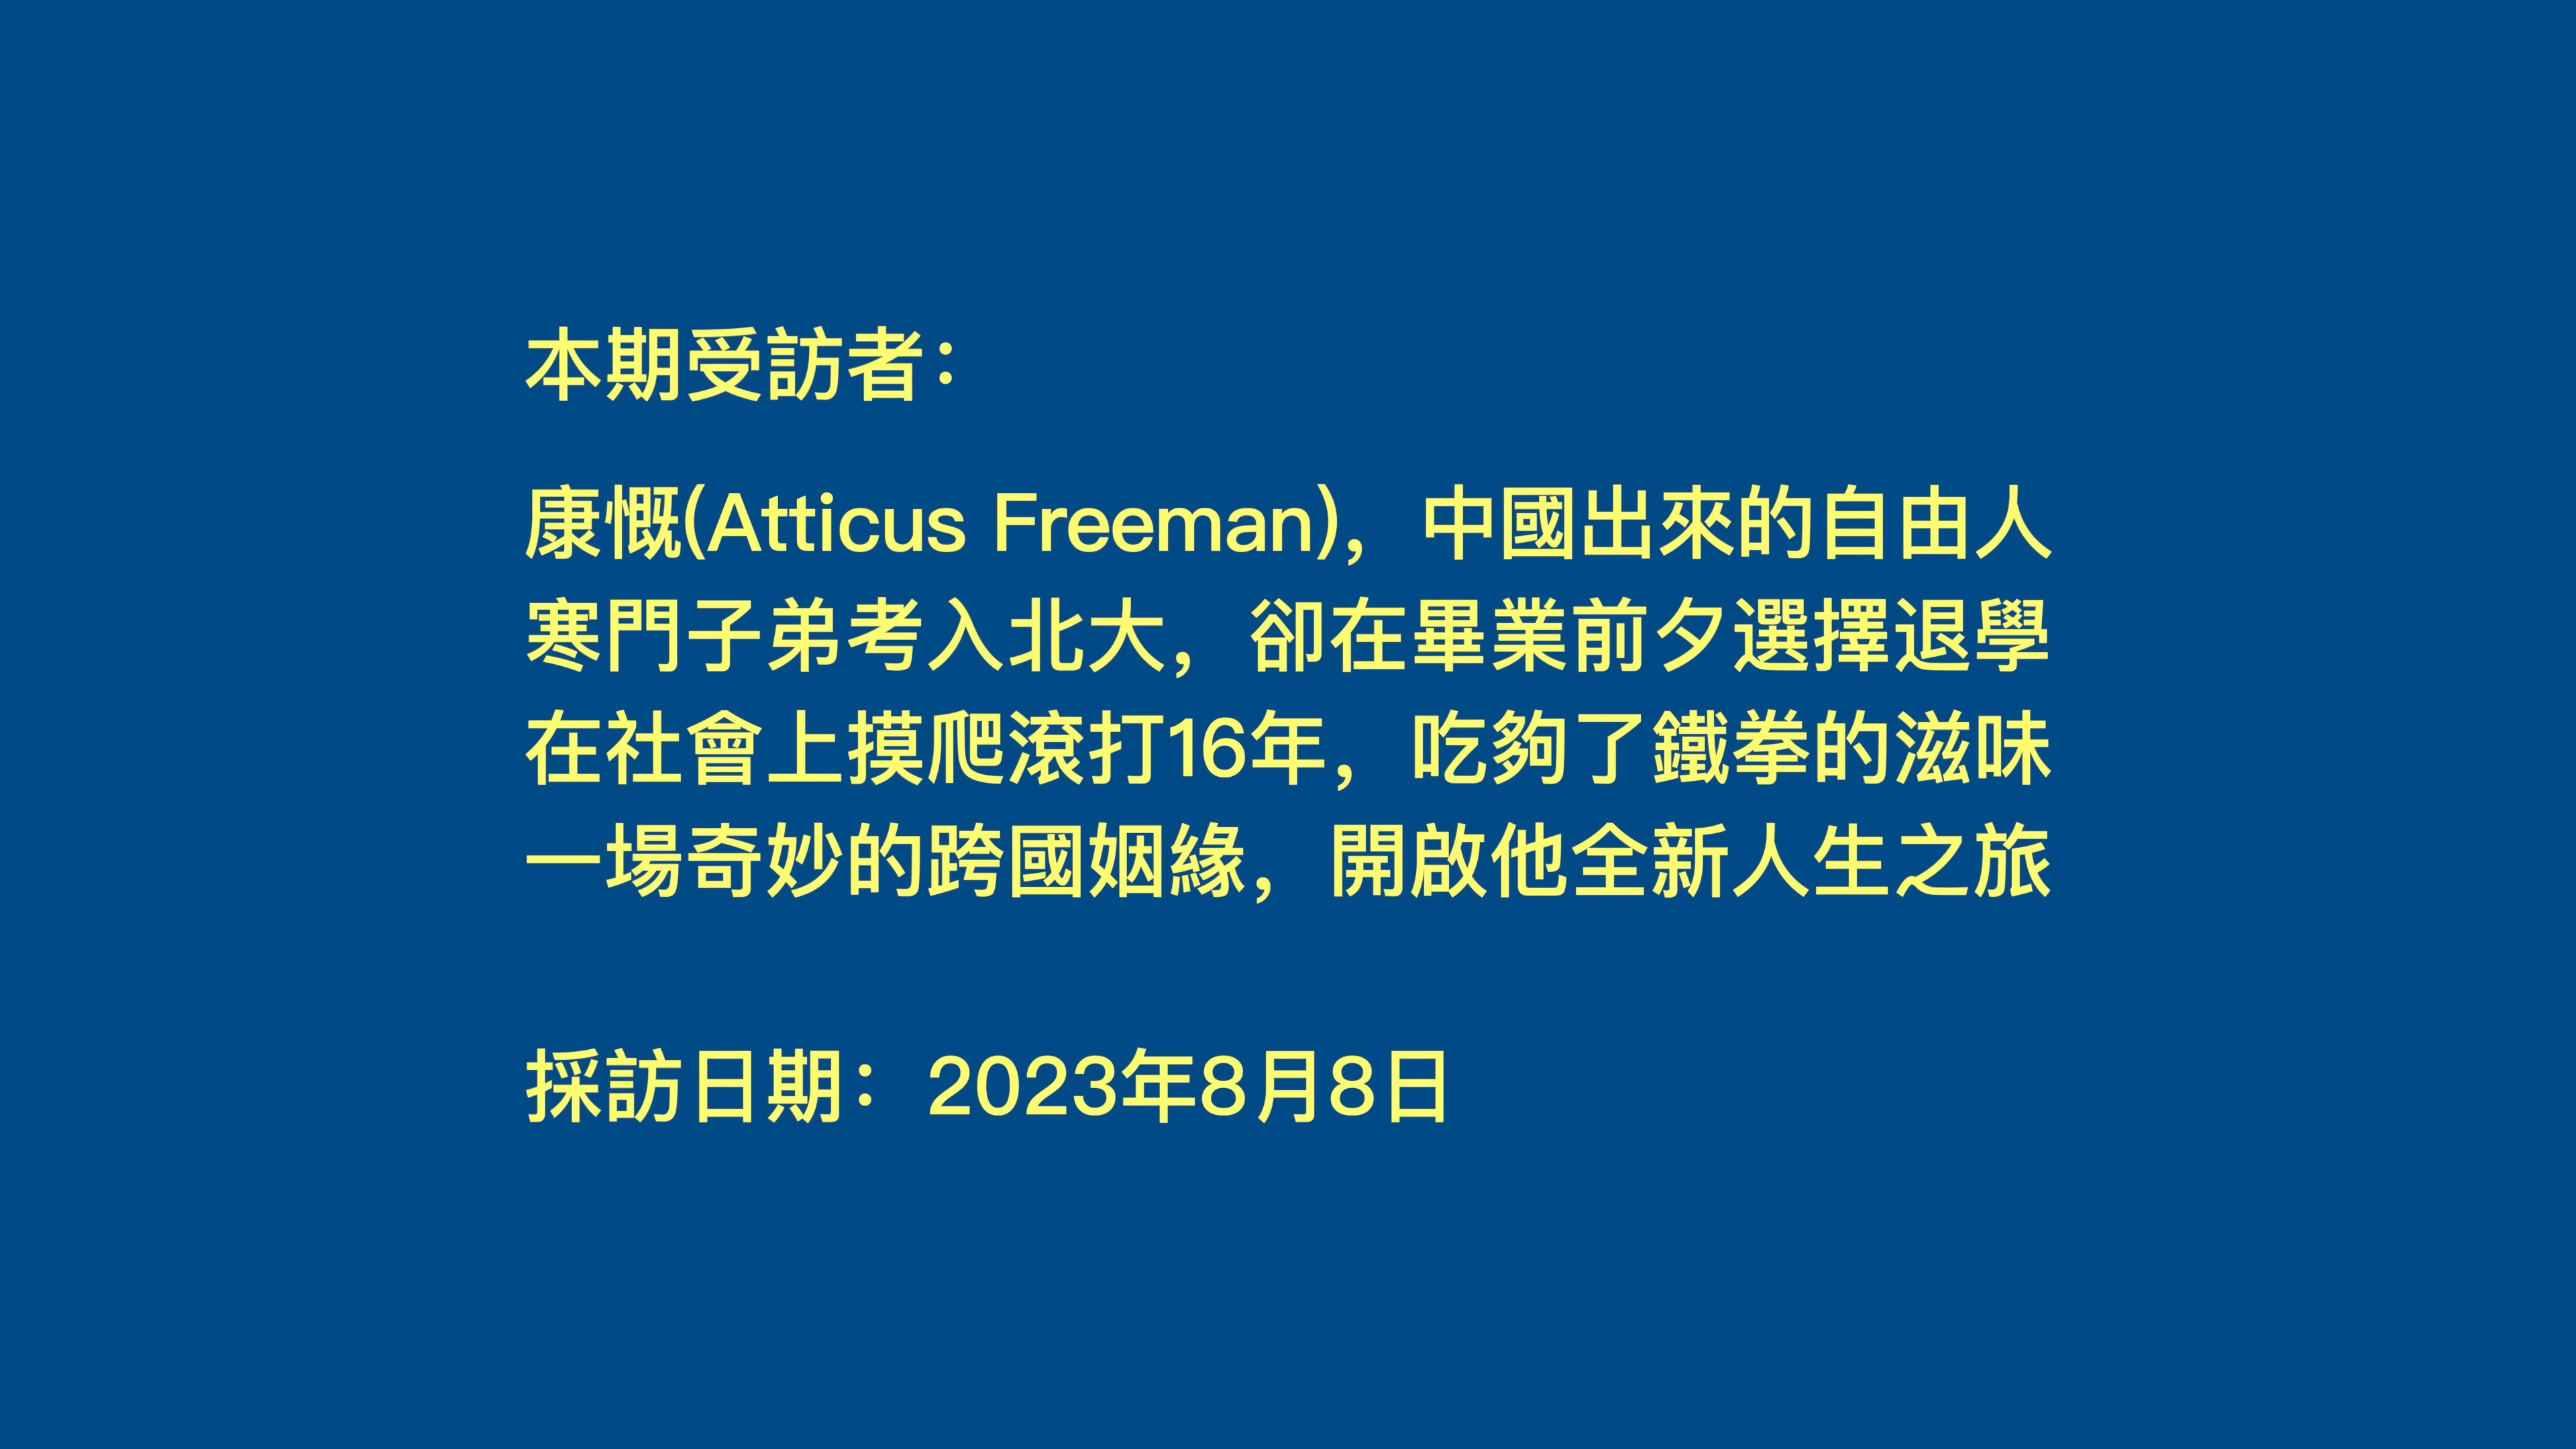 本期受訪者：
康慨(Atticus Freeman)，中國出來的自由人
寒門子弟考入北大，卻在畢業前夕選擇退學
在社會上摸爬滾打16年，吃夠了鐵拳的滋味
一場奇妙的跨國姻緣，開啟他全新人生之旅
採訪日期：2023年8月8日